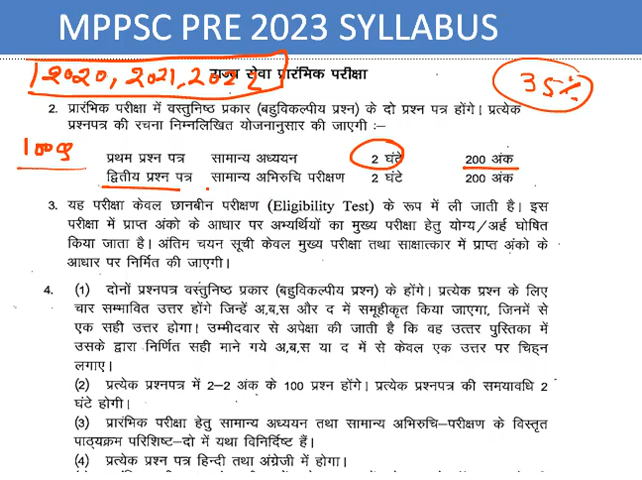 MPPSC PRE 2023 SYLLABUS
2020, 2021, 202
राज्य सेवा प्रारंभिक परीक्षा
35%
2. प्रारंभिक परीक्षा में वस्तुनिष्ठ प्रकार (बहुविकल्पीय प्रश्न) के दो प्रश्न पत्र होंगे। प्रत्येक
प्रश्नपत्र की रचना निम्नलिखित योजनानुसार की जाएगी :-
प्रथम प्रश्न पत्र सामान्य अध्ययन 2 घंटे 200 अंक
द्वितीय प्रश्न पत्र सामान्य अभिरुचि परीक्षण 2 घंटे 200 अंक
3. यह परीक्षा केवल छानबीन परीक्षण (Eligibility Test) के रूप में ली जाती है। इस
परीक्षा में प्राप्त अंको के आधार पर अभ्यर्थियों का मुख्य परीक्षा हेतु योग्य/अर्ह घोषित
किया जाता है। अंतिम चयन सूची केवल मुख्य परीक्षा तथा साक्षात्कार में प्राप्त अंको के
आधार पर निर्मित की जाएगी।
4. (1) दोनों प्रश्नपत्र वस्तुनिष्ठ प्रकार (बहुविकल्पीय प्रश्न) के होंगे। प्रत्येक प्रश्न के लिए
चार सम्भावित उत्तर होंगे जिन्हें अ,ब,स और द में समूहीकृत किया जाएगा, जिनमें से
एक सही उत्तर होगा। उम्मीदवार से अपेक्षा की जाती है कि वह उत्तर पुस्तिका में
उसके द्वारा निर्णित सही माने गये अ,ब,स या द में से केवल एक उत्तर पर चिह्न
लगाए।
(2) प्रत्येक प्रश्नपत्र में 2-2 अंक के 100 प्रश्न होंगे। प्रत्येक प्रश्नपत्र की समयावधि 2
घंटे होगी।
(3) प्रारंभिक परीक्षा हेतु सामान्य अध्ययन तथा सामान्य अभिरुचि-परीक्षण के विस्तृत
पाठ्यक्रम परिशिष्ट-दो में यथा विनिर्दिष्ट हैं।
(4) प्रत्येक प्रश्न पत्र हिन्दी तथा अंग्रेजी में होगा।